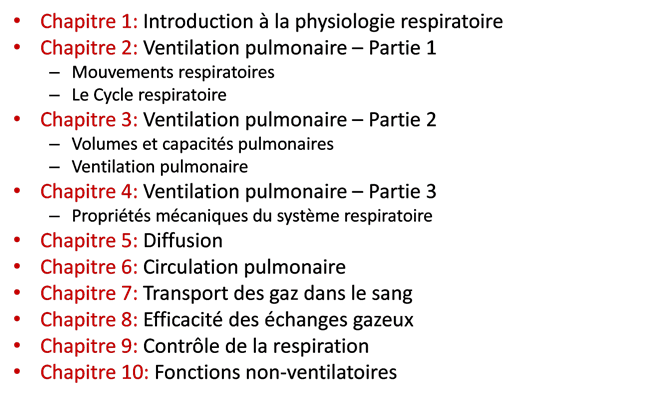 • Chapitre 1: Introduction à la physiologie respiratoire
• Chapitre 2: Ventilation pulmonaire – Partie 1
– Mouvements respiratoires
– Le Cycle respiratoire
• Chapitre 3: Ventilation pulmonaire – Partie 2
– Volumes et capacités pulmonaires
– Ventilation pulmonaire
• Chapitre 4: Ventilation pulmonaire – Partie 3
– Propriétés mécaniques du système respiratoire
• Chapitre 5: Diffusion
• Chapitre 6: Circulation pulmonaire
• Chapitre 7: Transport des gaz dans le sang
• Chapitre 8: Efficacité des échanges gazeux
• Chapitre 9: Contrôle de la respiration
• Chapitre 10: Fonctions non-ventilatoires